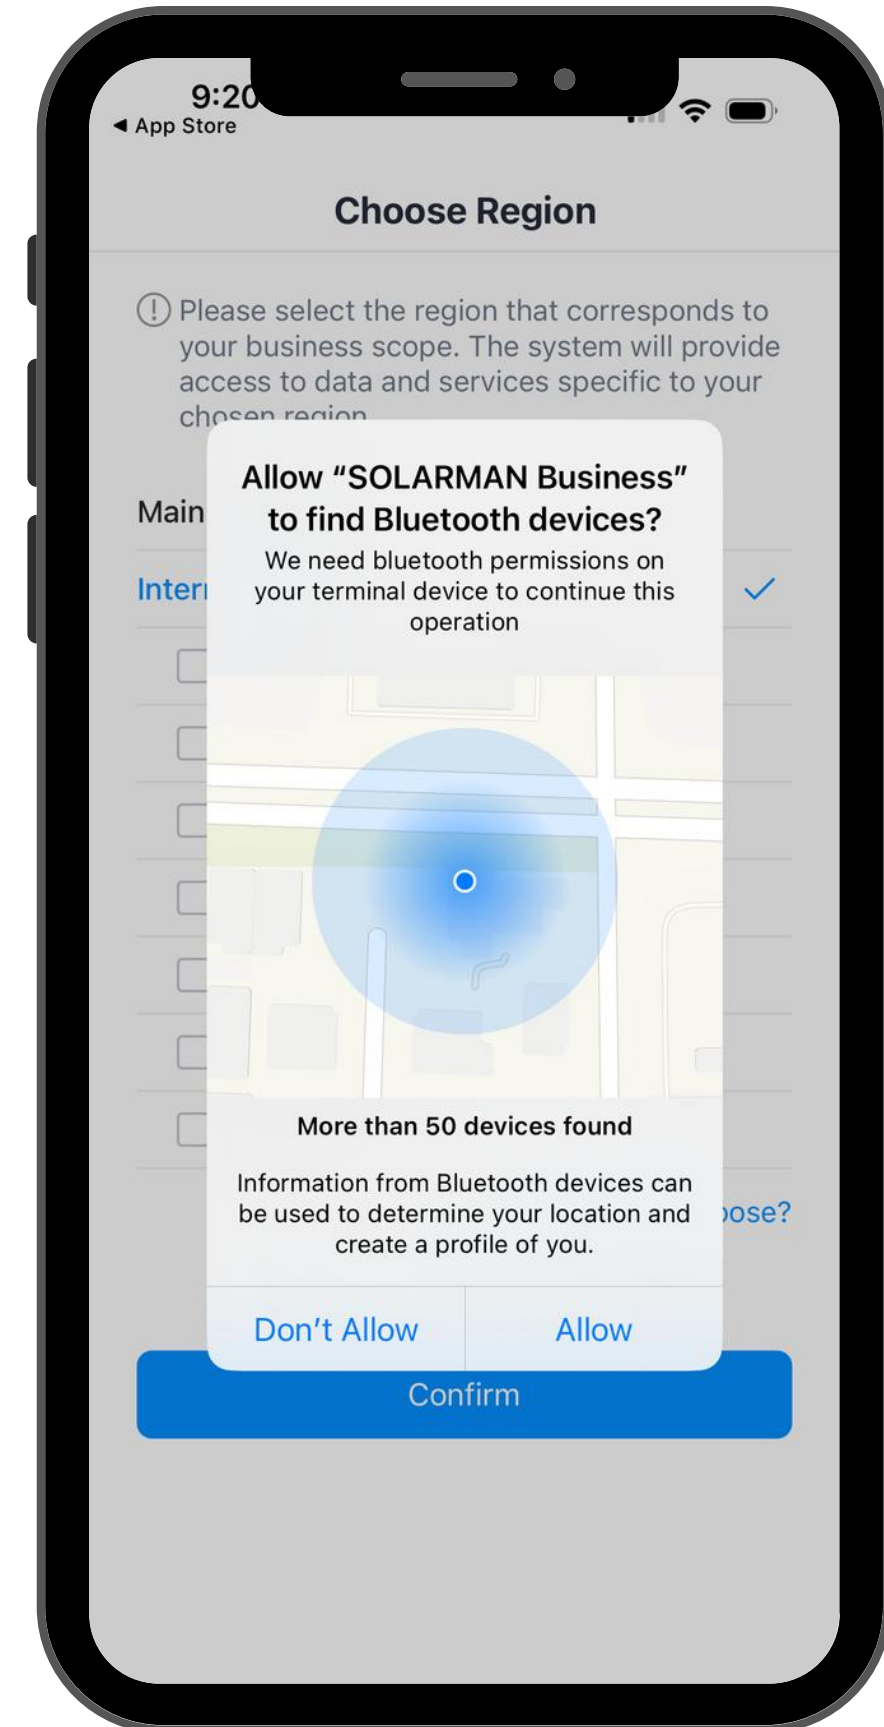 9:20
◀ App Store
Choose Region
Please select the region that corresponds to
your business scope. The system will provide
access to data and services specific to your
chosen region
Allow “SOLARMAN Business”
to find Bluetooth devices?
We need bluetooth permissions on
your terminal device to continue this
operation
Main
More than 50 devices found
Information from Bluetooth devices can
be used to determine your location and
create a profile of you.
Don’t Allow Allow
Confirm